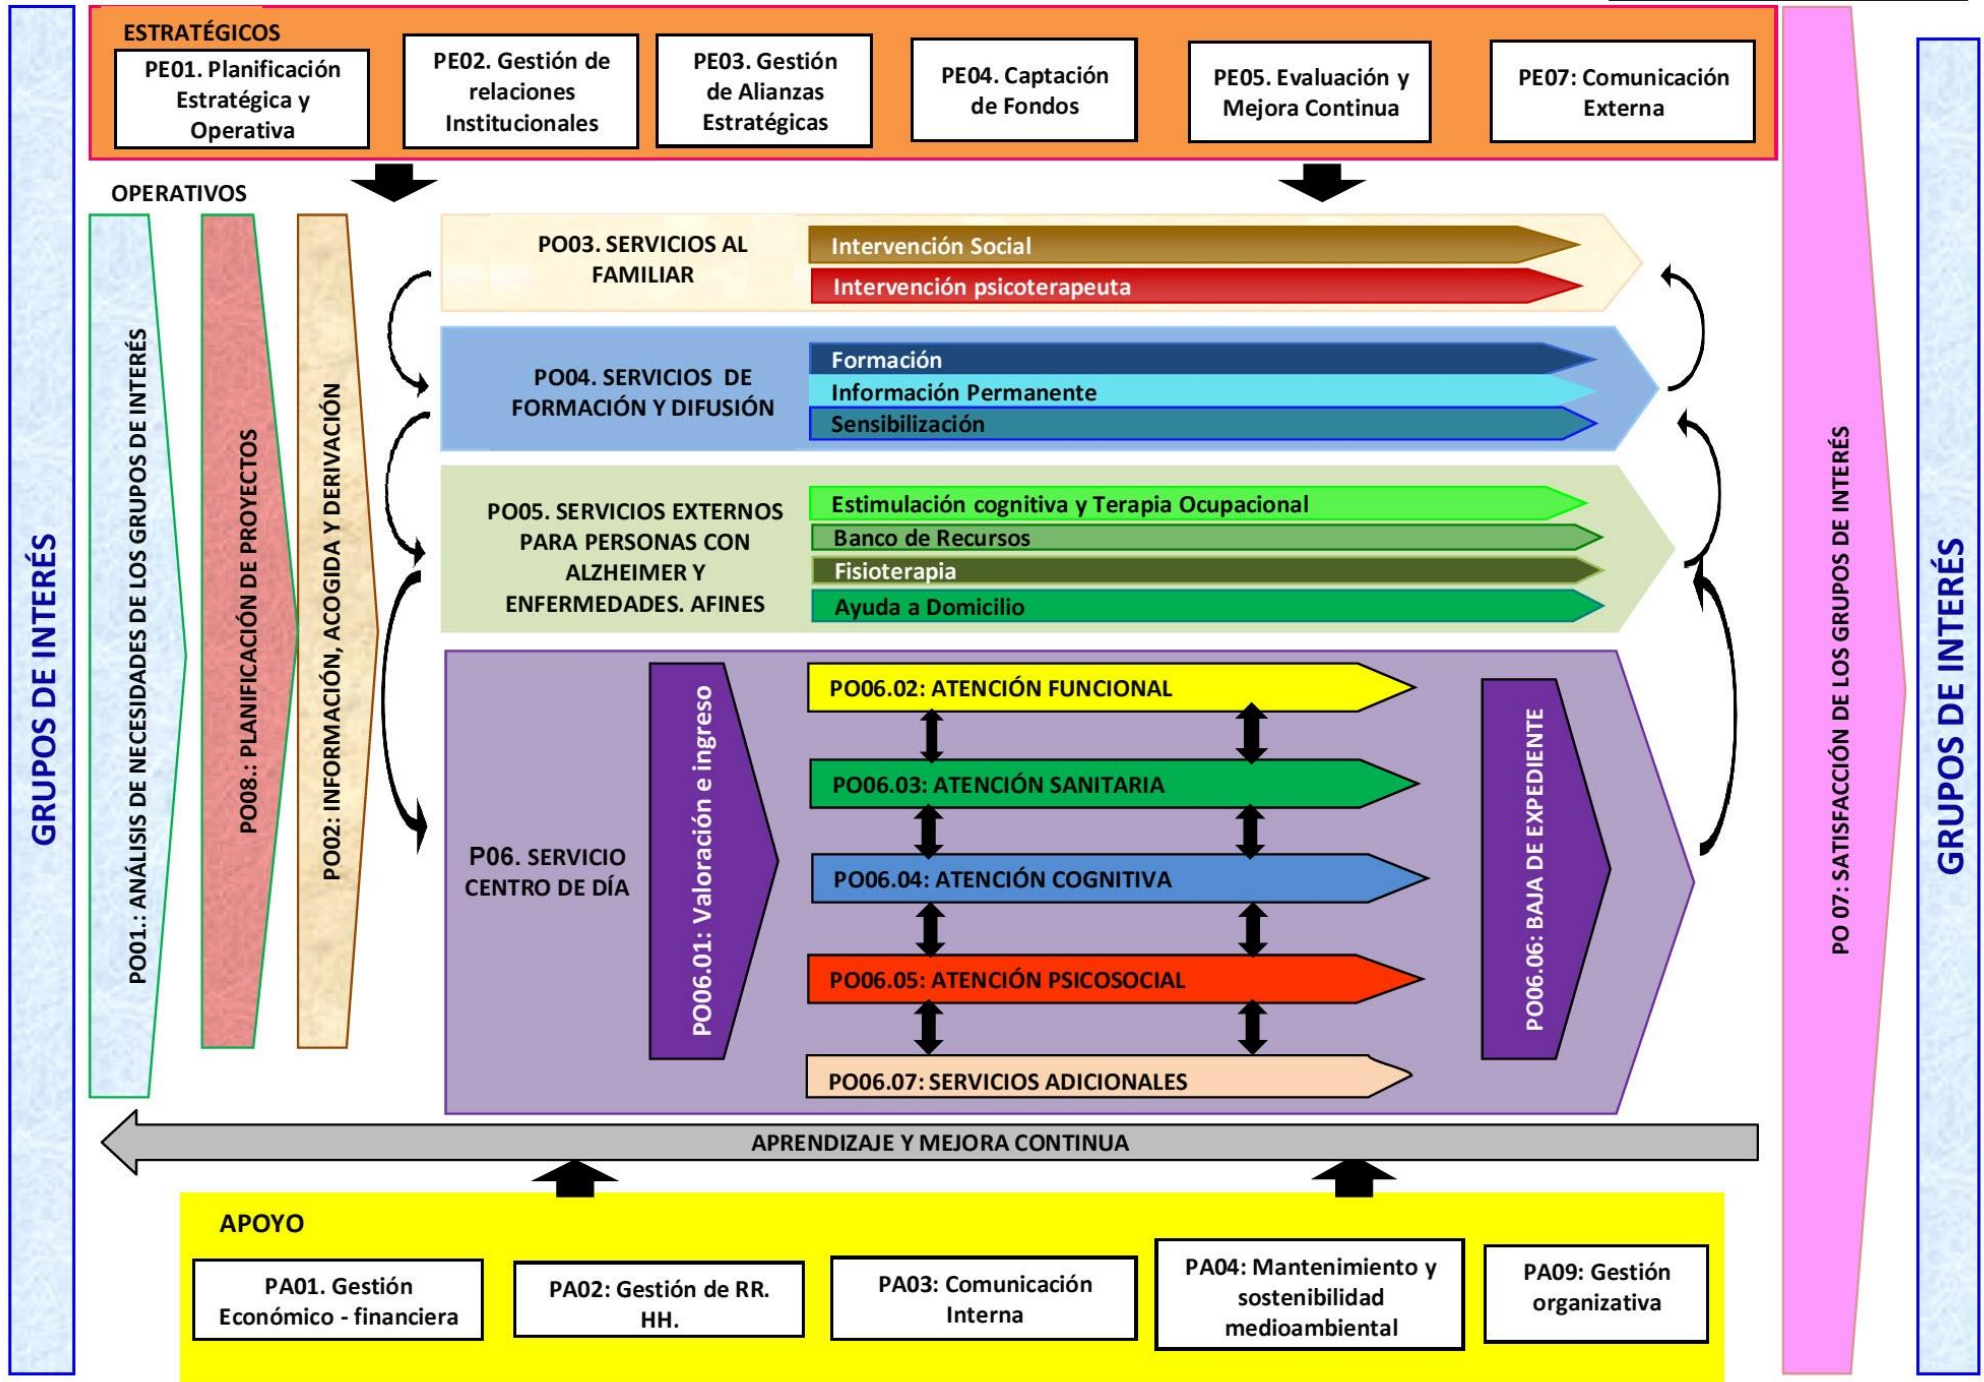 GRUPOS DE INTERÉS
ESTRATÉGICOS
PE01. Planificación
Estratégica y
Operativa
PE02. Gestión de
relaciones
Institucionales
PE03. Gestión
de Alianzas
Estratégicas
PE04. Captación
de Fondos
PE05. Evaluación y
Mejora Continua
PE07: Comunicación
Externa
OPERATIVOS
PO01.: ANÁLISIS DE NECESIDADES DE LOS GRUPOS DE INTERÉS
PO08.: PLANIFICACIÓN DE PROYECTOS
PO02: INFORMACIÓN, ACOGIDA Y DERIVACIÓN
PO03. SERVICIOS AL
FAMILIAR
Intervención Social
Intervención psicoterapeuta
PO04. SERVICIOS DE
FORMACIÓN Y DIFUSIÓN
Formación
Información Permanente
Sensibilización
PO05. SERVICIOS EXTERNOS
PARA PERSONAS CON
ALZHEIMER Y
ENFERMEDADES. AFINES
Estimulación cognitiva y Terapia Ocupacional
Banco de Recursos
Fisioterapia
Ayuda a Domicilio
P06. SERVICIO
CENTRO DE DÍA
PO06.01: Valoración e ingreso
PO06.02: ATENCIÓN FUNCIONAL
PO06.03: ATENCIÓN SANITARIA
PO06.04: ATENCIÓN COGNITIVA
PO06.05: ATENCIÓN PSICOSOCIAL
PO06.07: SERVICIOS ADICIONALES
PO06.06: BAJA DE EXPEDIENTE
PO 07: SATISFACCIÓN DE LOS GRUPOS DE INTERÉS
GRUPOS DE INTERÉS
APRENDIZAJE Y MEJORA CONTINUA
APOYO
PA01. Gestión
Económico - financiera
PA02: Gestión de RR.
HH.
PA03: Comunicación
Interna
PA04: Mantenimiento y
sostenibilidad
medioambiental
PA09: Gestión
organizativa